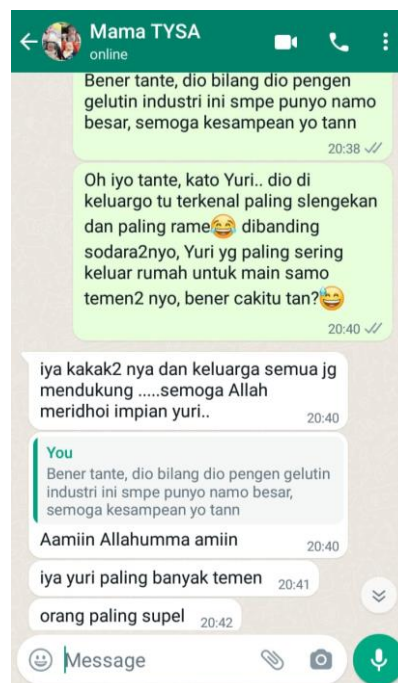 Mama TYSA
online
Bener tante, dio bilang dio pengen
gelutin industri ini smpe punyo namo
besar, semoga kesampean yo tann
20:38
Oh iyo tante, kato Yuri.. dio di
keluargo tu terkenal paling slengekan
dan paling rame😂 dibanding
sodara2nyo, Yuri yg paling sering
keluar rumah untuk main samo
temen2 nyo, bener cakitu tan?😅
20:40
iya kakak2 nya dan keluarga semua jg
mendukung .....semoga Allah
meridhoi impian yuri..
20:40
You
Bener tante, dio bilang dio pengen gelutin
industri ini smpe punyo namo besar,
semoga kesampean yo tann
Aamiin Allahumma amiin
20:40
iya yuri paling banyak temen 20:41
orang paling supel 20:42
Message